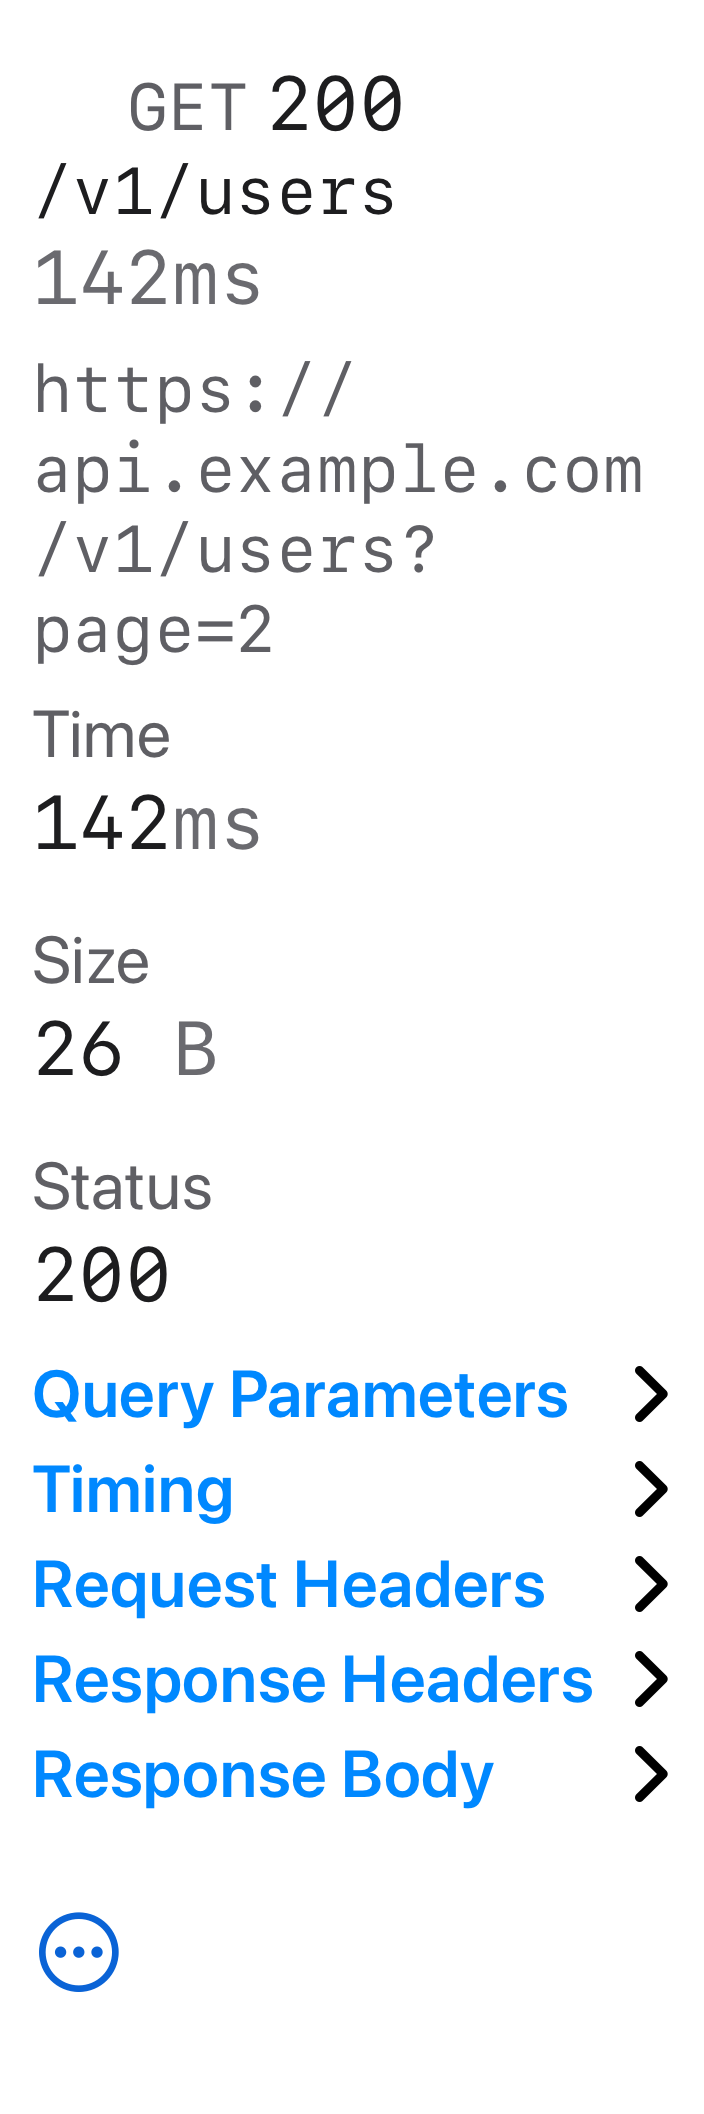 GET 200
/v1/users
142ms
https://
api.example.com
/v1/users?
page=2
Time
142ms
Size
26 B
Status
200
Query Parameters
Timing
Request Headers
Response Headers
Response Body